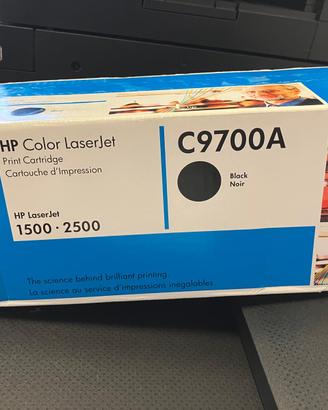 HP Color LaserJet
Print Cartridge
Cartouche d'Impression
C9700A
Black
Noir
HP LaserJet
1500 · 2500
The science behind brilliant printing.
La science au service d'impressions inégalables